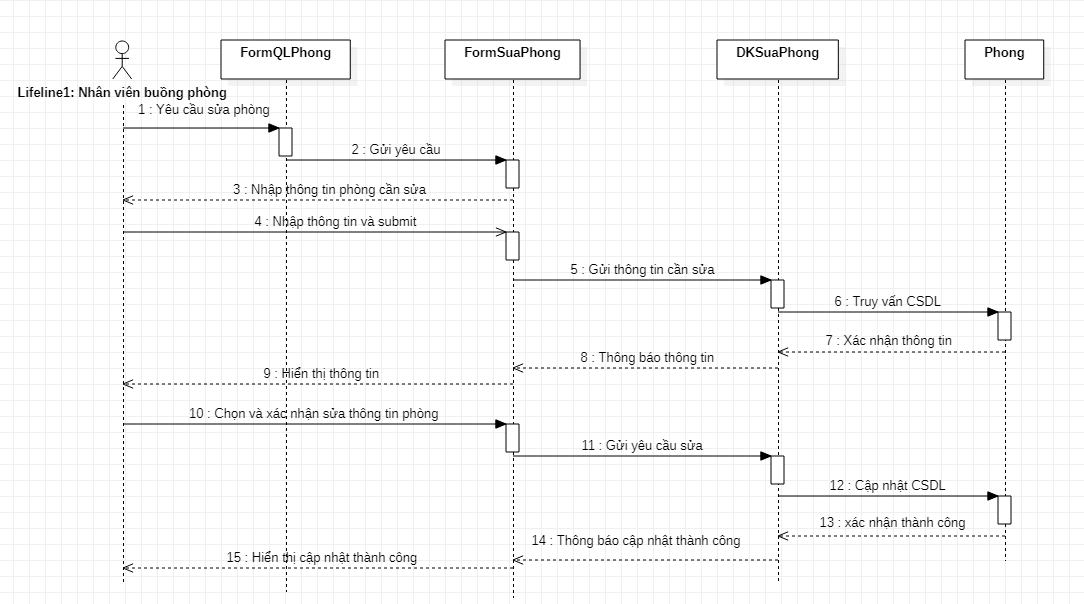 FormQLPhong
FormSuaPhong
DKSuaPhong
Phong
Lifeline1: Nhân viên buồng phòng
1 : Yêu cầu sửa phòng
2 : Gửi yêu cầu
3 : Nhập thông tin phòng cần sửa
4 : Nhập thông tin và submit
5 : Gửi thông tin cần sửa
6 : Truy vấn CSDL
7 : Xác nhận thông tin
8 : Thông báo thông tin
9 : Hiển thị thông tin
10 : Chọn và xác nhận sửa thông tin phòng
11 : Gửi yêu cầu sửa
12 : Cập nhật CSDL
13 : xác nhận thành công
14 : Thông báo cập nhật thành công
15 : Hiển thị cập nhật thành công